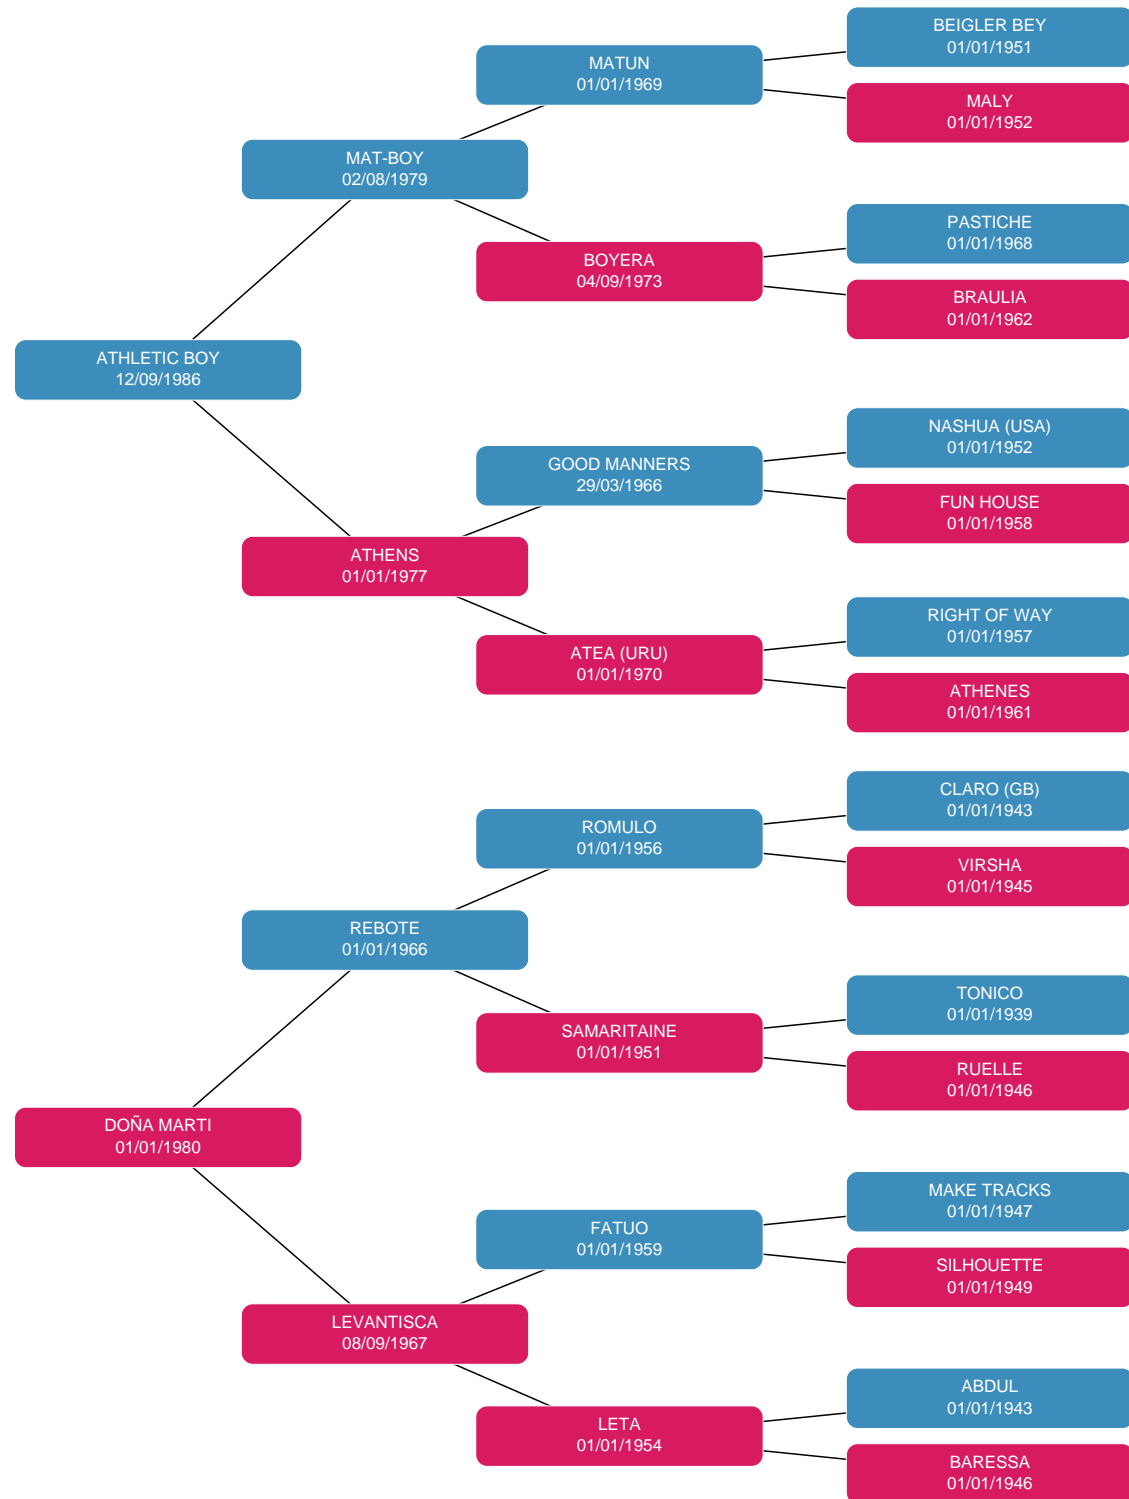 BEIGLER BEY
01/01/1951
MATUN
01/01/1969
MALY
01/01/1952
MAT-BOY
02/08/1979
PASTICHE
01/01/1968
BOYERA
04/09/1973
BRAULIA
01/01/1962
ATHLETIC BOY
12/09/1986
NASHUA (USA)
01/01/1952
GOOD MANNERS
29/03/1966
FUN HOUSE
01/01/1958
ATHENS
01/01/1977
RIGHT OF WAY
01/01/1957
ATEA (URU)
01/01/1970
ATHENES
01/01/1961
CLARO (GB)
01/01/1943
ROMULO
01/01/1956
VIRSHA
01/01/1945
REBOTE
01/01/1966
TONICO
01/01/1939
SAMARITAINE
01/01/1951
RUELLE
01/01/1946
DOÑA MARTI
01/01/1980
MAKE TRACKS
01/01/1947
FATUO
01/01/1959
SILHOUETTE
01/01/1949
LEVANTISCA
08/09/1967
ABDUL
01/01/1943
LETA
01/01/1954
BARESSA
01/01/1946